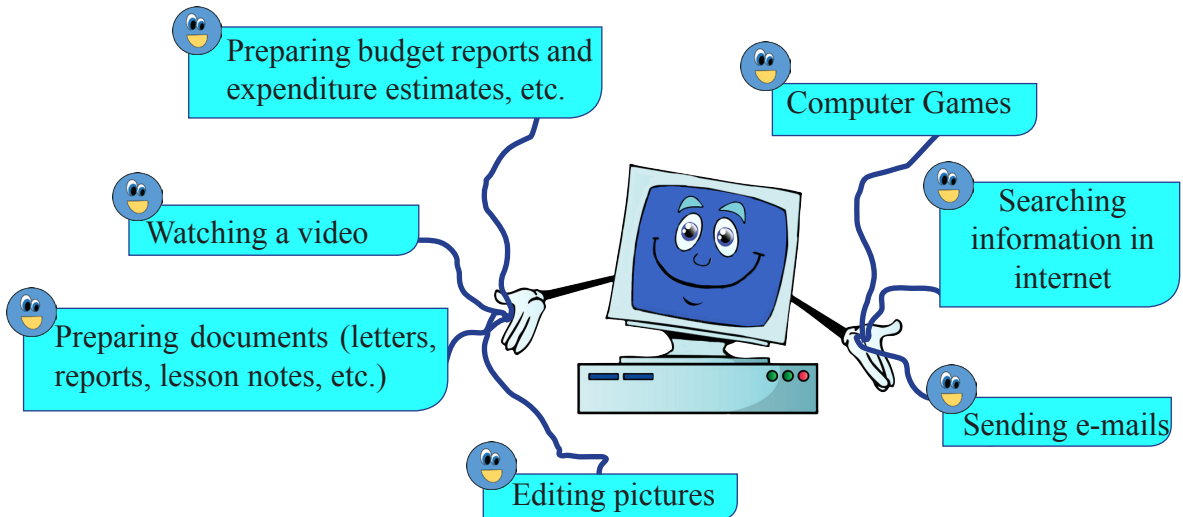 Preparing budget reports and
expenditure estimates, etc.
Computer Games
Watching a video
Searching
information in
internet
Preparing documents (letters,
reports, lesson notes, etc.)
Sending e-mails
Editing pictures